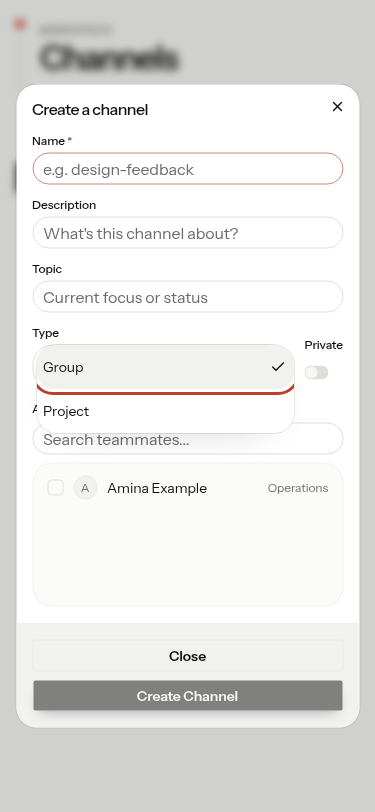 Channels
Create a channel
Name *
e.g. design-feedback
Description
What's this channel about?
Topic
Current focus or status
Type
Private
Group
Project
Search teammates...
A Amina Example Operations
Close
Create Channel